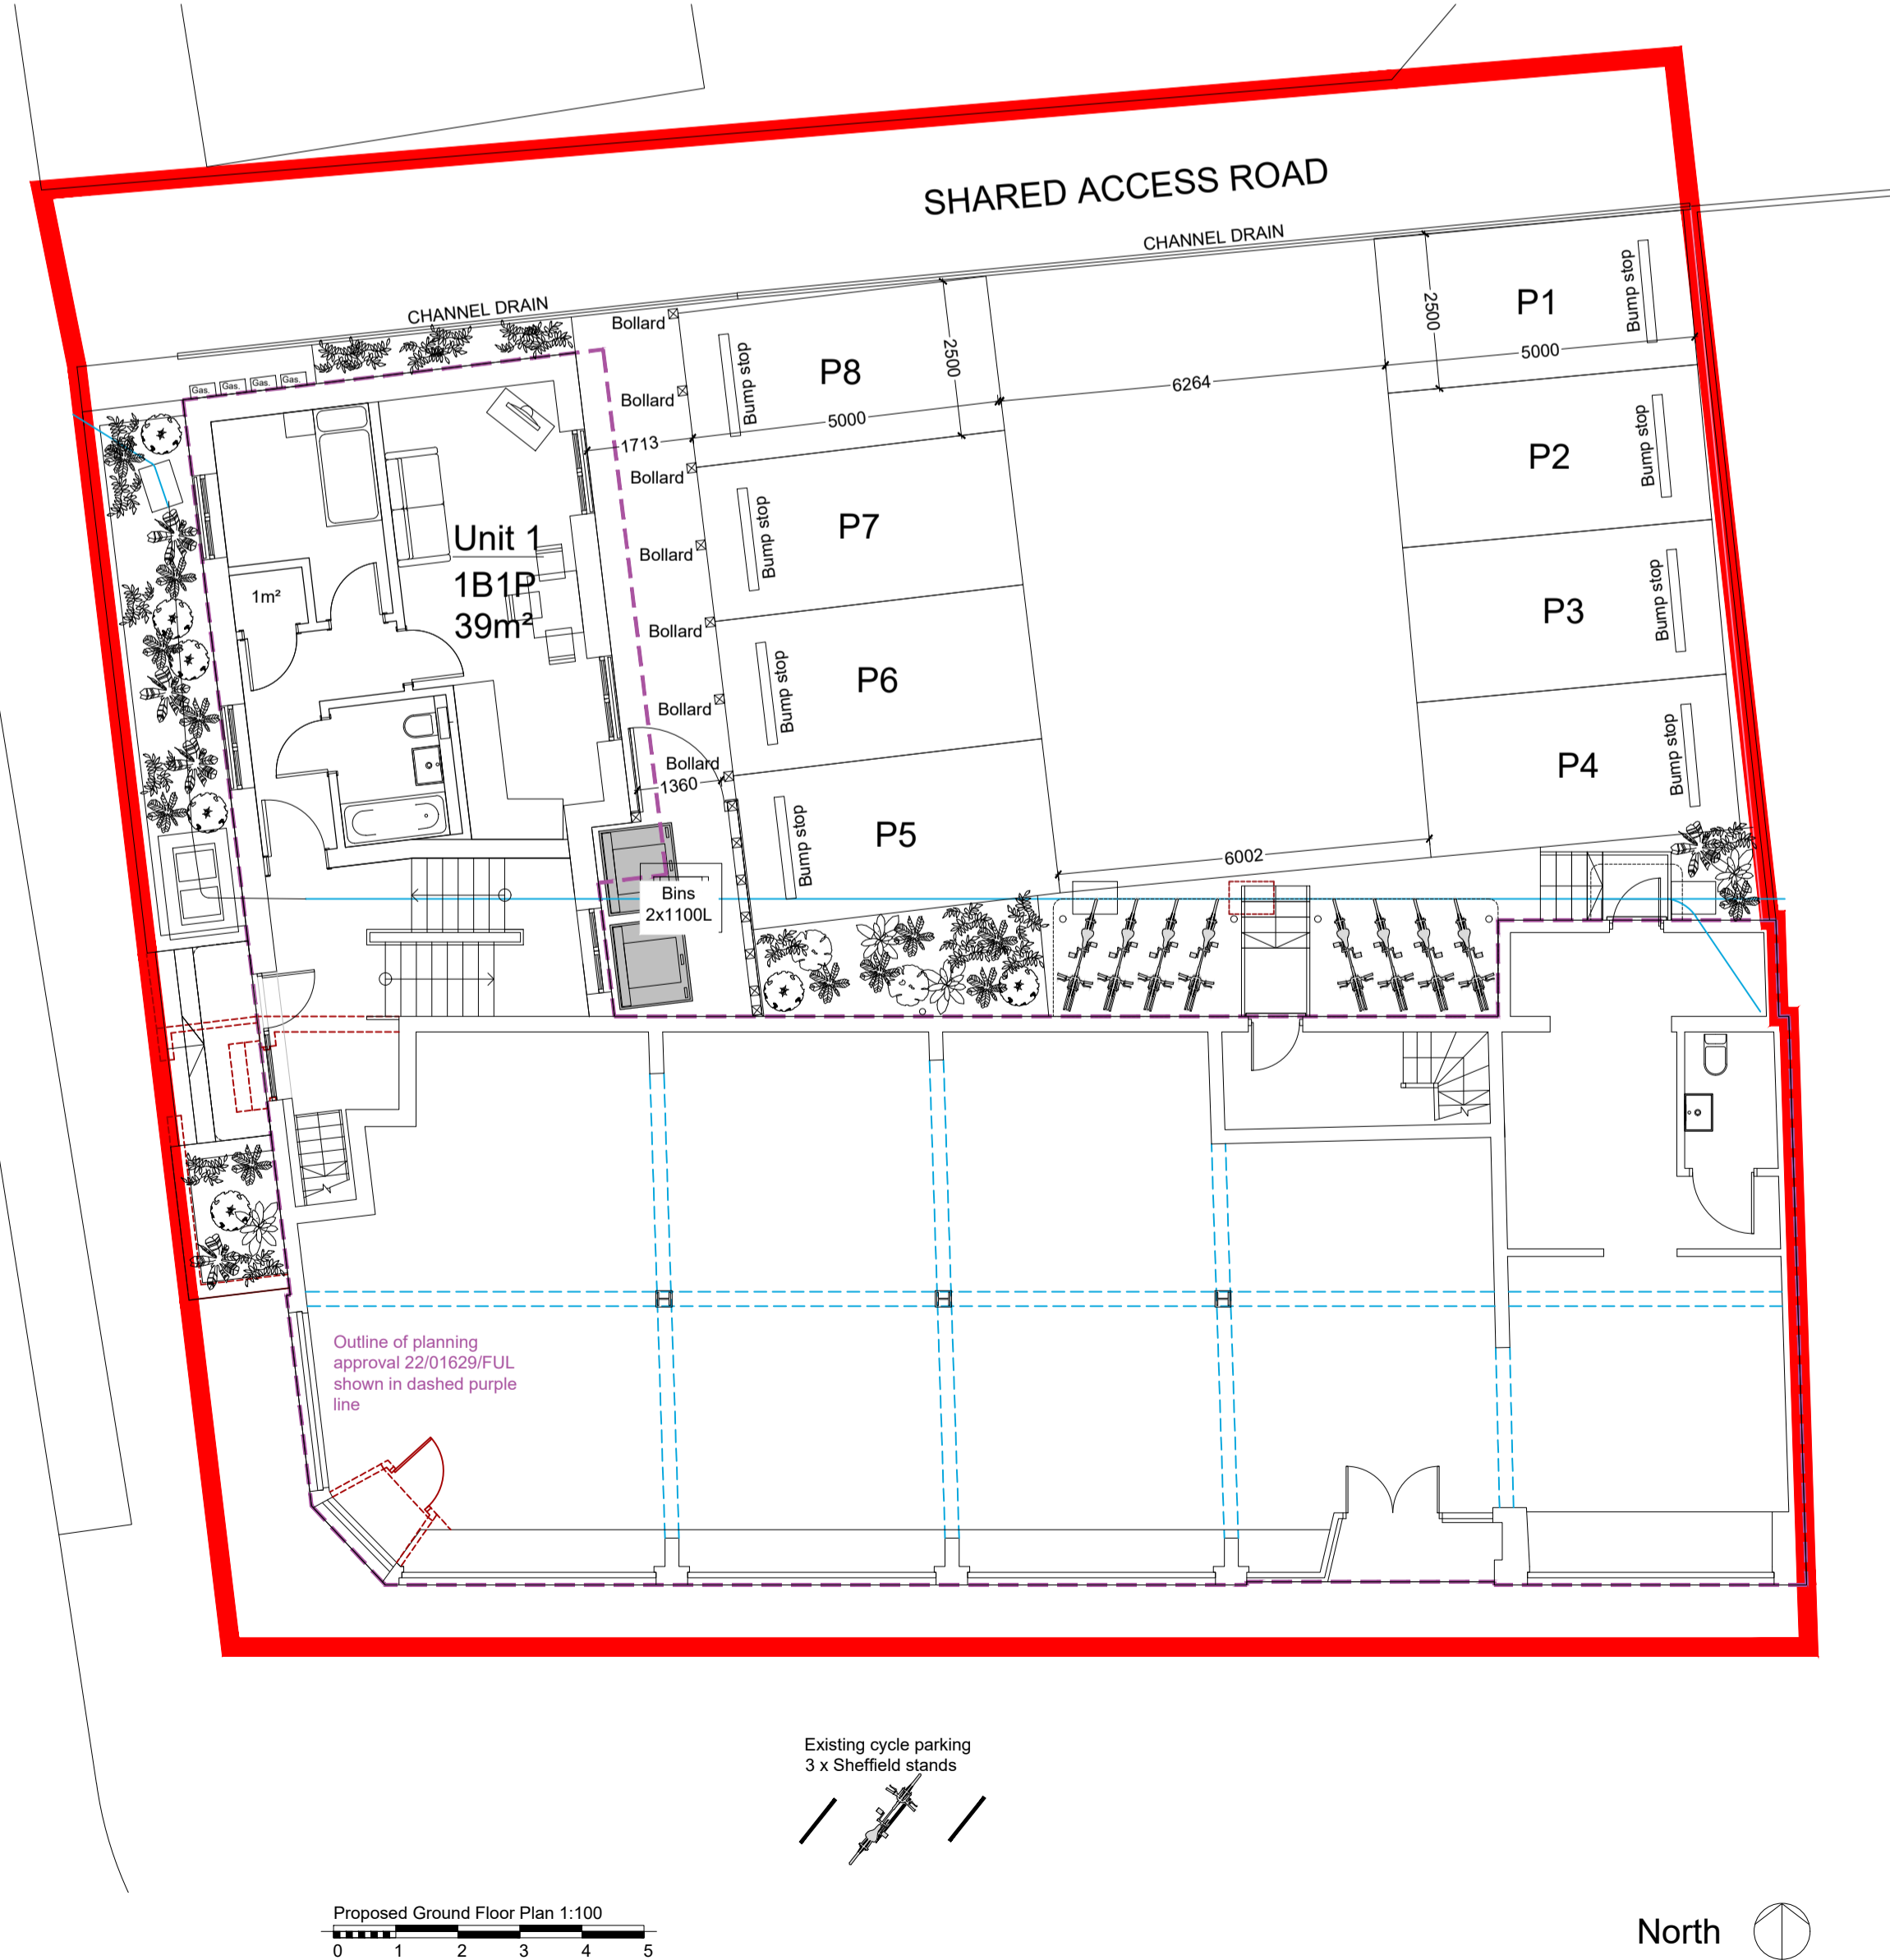 SHARED ACCESS ROAD
CHANNEL DRAIN
CHANNEL DRAIN
Gas.
Gas.
Gas.
Gas.
Bollard
Bollard
Bollard
Bollard
Bollard
Bollard
Bollard
Bump stop
P8
2500
5000
1713
Bump stop
P7
Bump stop
P6
Bump stop
P5
1360
6264
6002
P1
Bump stop
2500
5000
P2
Bump stop
P3
Bump stop
P4
Bump stop
Unit 1
1B1P
39m²
1m²
Bins
2x1100L
Outline of planning
approval 22/01629/FUL
shown in dashed purple
line
Existing cycle parking
3 x Sheffield stands
Proposed Ground Floor Plan 1:100
0 1 2 3 4 5
North